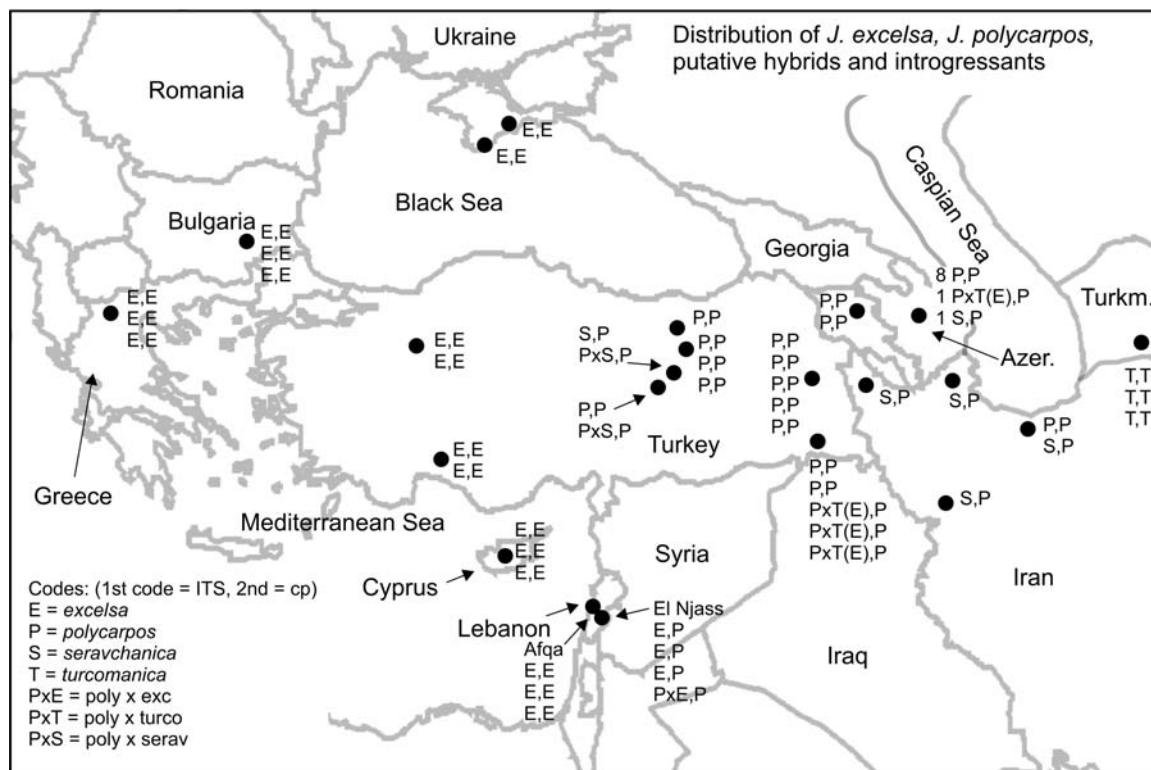 Distribution of J. excelsa, J. polycarpos,
putative hybrids and introgressants
Ukraine
Romania
E,E
E,E
Black Sea
Caspian Sea
Bulgaria
E,E
E,E
E,E
Georgia
8 P,P
1 PxT(E),P
1 S,P
Turkm.
Azer.
E,E
E,E
E,E
E,E
E,E
S,P
PxS,P
P,P
P,P
P,P
P,P
P,P
PxS,P
P,P
P,P
P,P
P,P
P,P
P,P
P,P
S,P
S,P
T,T
T,T
T,T
P,P
S,P
Turkey
Greece
E,E
E,E
P,P
P,P
PxT(E),P
PxT(E),P
PxT(E),P
S,P
Mediterranean Sea
E,E
E,E
E,E
Cyprus
Syria
Iran
Lebanon
Afqa
E,E
E,E
E,E
El Njass
E,P
E,P
E,P
PxE,P
Iraq
Codes: (1st code = ITS, 2nd = cp)
E = excelsa
P = polycarpos
S = seravchanica
T = turcomanica
PxE = poly x exc
PxT = poly x turco
PxS = poly x serav